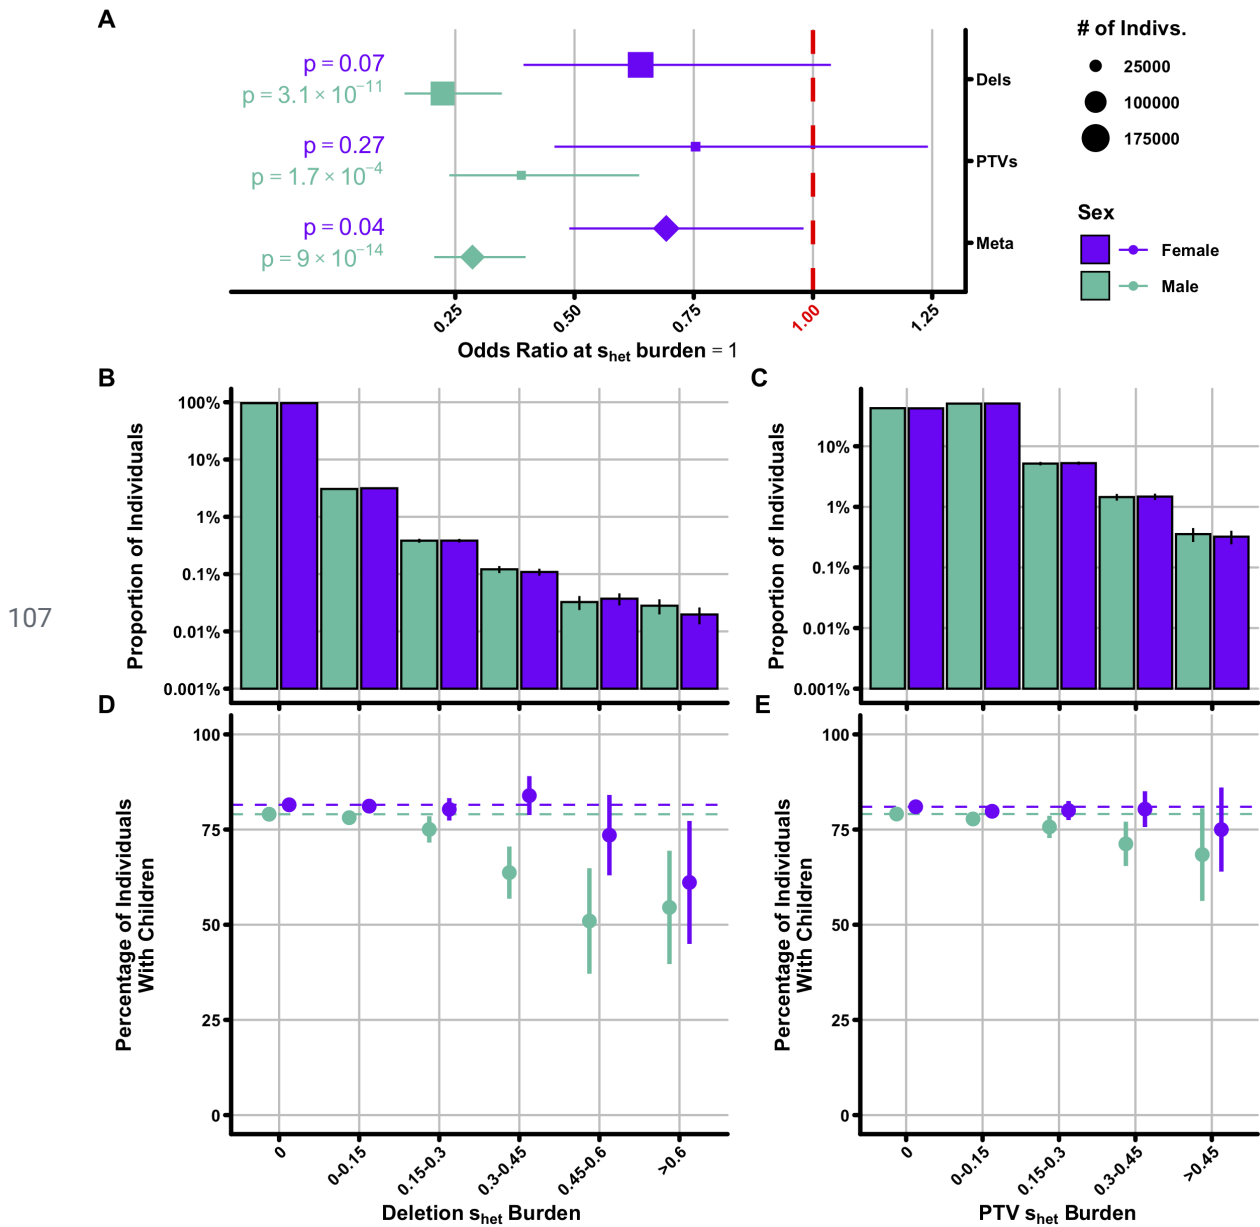 A
p = 0.07
p = 3.1 × 10⁻¹¹
p = 0.27
p = 1.7 × 10⁻⁴
p = 0.04
p = 9 × 10⁻¹⁴
Dels
PTVs
Meta
0.25 0.50 0.75 1.00 1.25
Odds Ratio at s_het burden = 1
# of Indivs.
25000
100000
175000
Sex
Female
Male
107
B
Proportion of Individuals
100%
10%
1%
0.1%
0.01%
0.001%
C
Proportion of Individuals
10%
1%
0.1%
0.01%
0.001%
D
Percentage of Individuals
With Children
100
75
50
25
0
0 0-0.15 0.15-0.3 0.3-0.45 0.45-0.6 >0.6
Deletion s_het Burden
E
Percentage of Individuals
With Children
100
75
50
25
0
0 0-0.15 0.15-0.3 0.3-0.45 >0.45
PTV s_het Burden